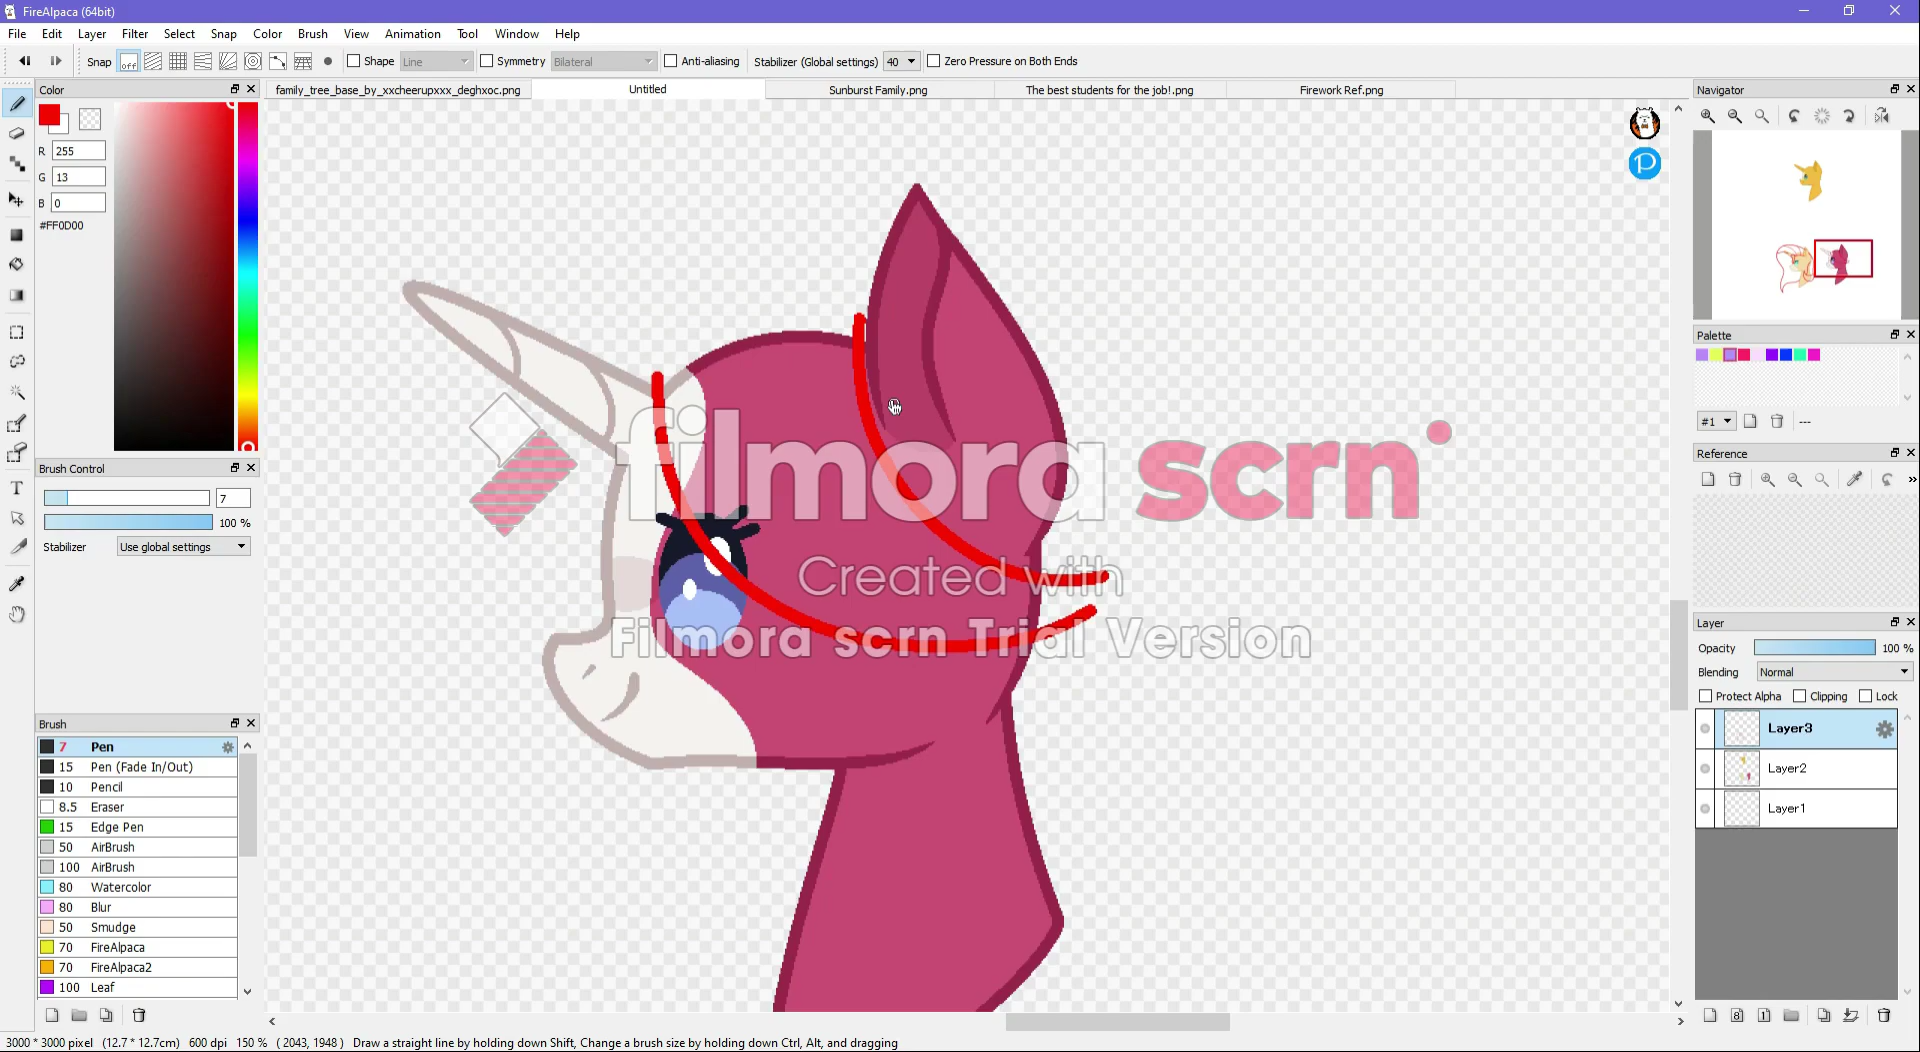 FireAlpaca (64bit)
File Edit Layer Filter Select Snap Color Brush View Animation Tool Window Help
Snap off Shape Line Symmetry Bilateral Anti-aliasing Stabilizer (Global settings) 40 Zero Pressure on Both Ends
Color
family_tree_base_by_xxcheerupxxx_deghxoc.png
Untitled
Sunburst Family.png
The best students for the job!.png
Firework Ref.png
Navigator
R 255
G 13
B 0
#FF0D00
P
Palette
#1 ---
Brush Control
7
100 %
Stabilizer Use global settings
Reference
»
filmora scrn
Created with
Filmora scrn Trial Version
Layer
Opacity 100 %
Blending Normal
Protect Alpha Clipping Lock
Layer3
Layer2
Layer1
Brush
7 Pen
15 Pen (Fade In/Out)
10 Pencil
8.5 Eraser
15 Edge Pen
50 AirBrush
100 AirBrush
80 Watercolor
80 Blur
50 Smudge
70 FireAlpaca
70 FireAlpaca2
100 Leaf
8 1
3000 * 3000 pixel (12.7 * 12.7cm) 600 dpi 150 % ( 2043, 1948 ) Draw a straight line by holding down Shift, Change a brush size by holding down Ctrl, Alt, and dragging